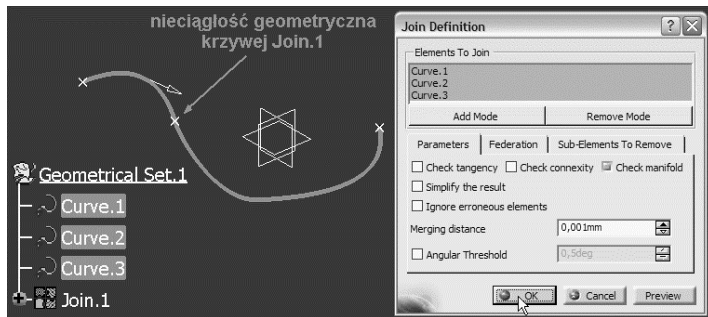 nieciągłość geometryczna
krzywej Join.1
Geometrical Set.1
Curve.1
Curve.2
Curve.3
Join.1
Join Definition
Elements To Join
Curve.1
Curve.2
Curve.3
Add Mode
Remove Mode
Parameters
Federation
Sub-Elements To Remove
Check tangency
Check connexity
Check manifold
Simplify the result
Ignore erroneous elements
Merging distance
0,001mm
Angular Threshold
0,5deg
OK
Cancel
Preview